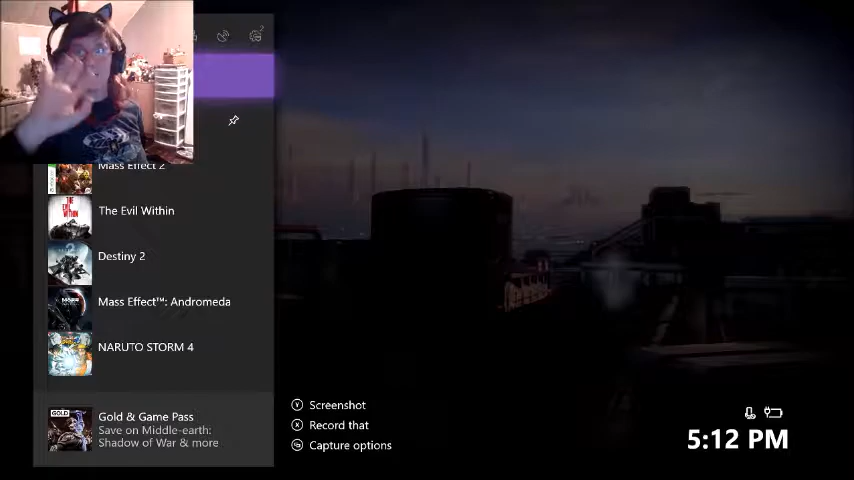 Mass Effect 2
The Evil Within
Destiny 2
Mass Effect™: Andromeda
NARUTO STORM 4
GOLD
Gold & Game Pass
Save on Middle-earth:
Shadow of War & more
Screenshot
Record that
Capture options
5:12 PM